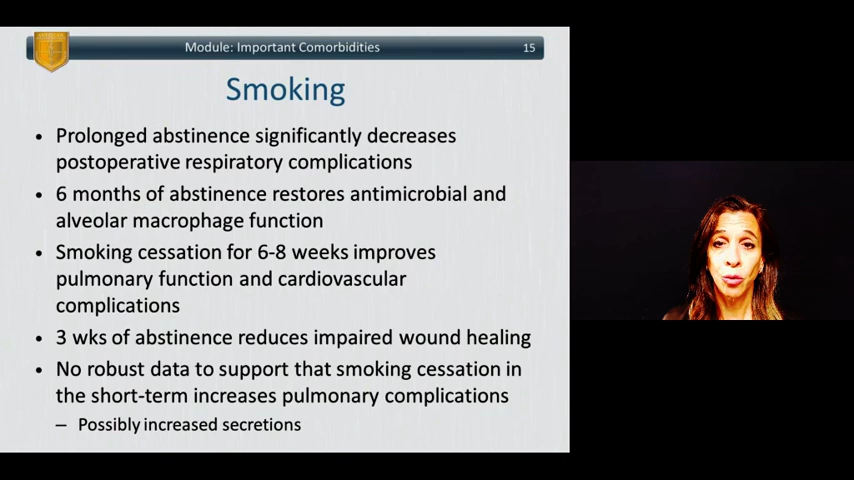 Module: Important Comorbidities
15
Smoking
• Prolonged abstinence significantly decreases
postoperative respiratory complications
• 6 months of abstinence restores antimicrobial and
alveolar macrophage function
• Smoking cessation for 6-8 weeks improves
pulmonary function and cardiovascular
complications
• 3 wks of abstinence reduces impaired wound healing
• No robust data to support that smoking cessation in
the short-term increases pulmonary complications
– Possibly increased secretions